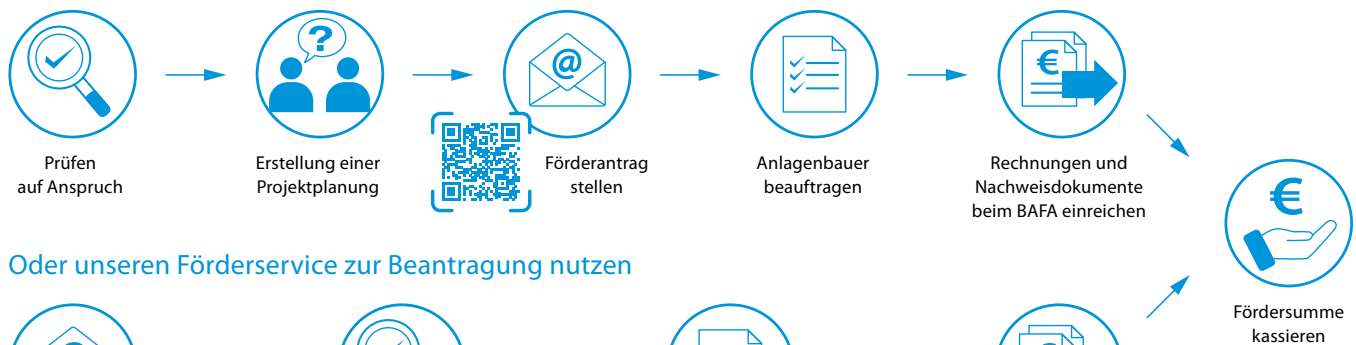 ?
@
€
€
Prüfen
auf Anspruch
Erstellung einer
Projektplanung
Förderantrag
stellen
Anlagenbauer
beauftragen
Rechnungen und
Nachweisdokumente
beim BAFA einreichen
Oder unseren Förderservice zur Beantragung nutzen
Fördersumme
kassieren